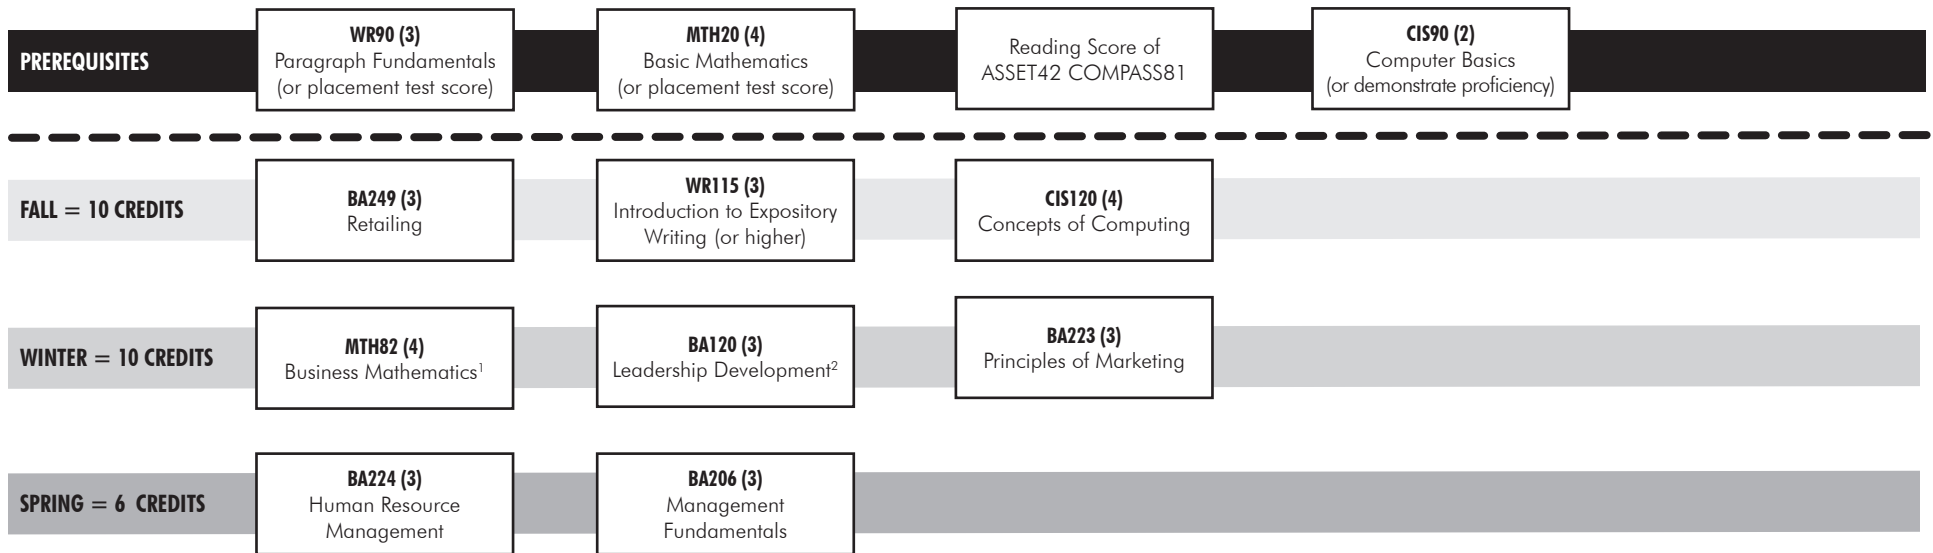 PREREQUISITES
WR90 (3)
Paragraph Fundamentals
(or placement test score)
MTH20 (4)
Basic Mathematics
(or placement test score)
Reading Score of
ASSET42 COMPASS81
CIS90 (2)
Computer Basics
(or demonstrate proficiency)
FALL = 10 CREDITS
BA249 (3)
Retailing
WR115 (3)
Introduction to Expository
Writing (or higher)
CIS120 (4)
Concepts of Computing
WINTER = 10 CREDITS
MTH82 (4)
Business Mathematics¹
BA120 (3)
Leadership Development²
BA223 (3)
Principles of Marketing
SPRING = 6 CREDITS
BA224 (3)
Human Resource
Management
BA206 (3)
Management
Fundamentals